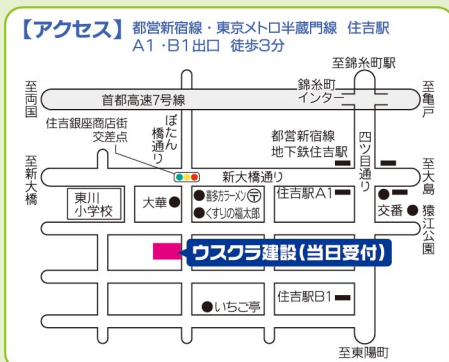 【アクセス】 都営新宿線・東京メトロ半蔵門線 住吉駅
A1・B1出口 徒歩3分
至錦糸町駅
至両国
首都高速7号線
錦糸町
インター
至亀戸
住吉銀座商店街
交差点
ぼたん橋通り
都営新宿線
地下鉄住吉駅
四ツ目通り
至新大橋
新大橋通り
至大島
東川
小学校
大華
喜多方ラーメン〒
くすりの福太郎
住吉駅A1
交番
猿江公園
ウスクラ建設(当日受付)
いちご亭
住吉駅B1
至東陽町